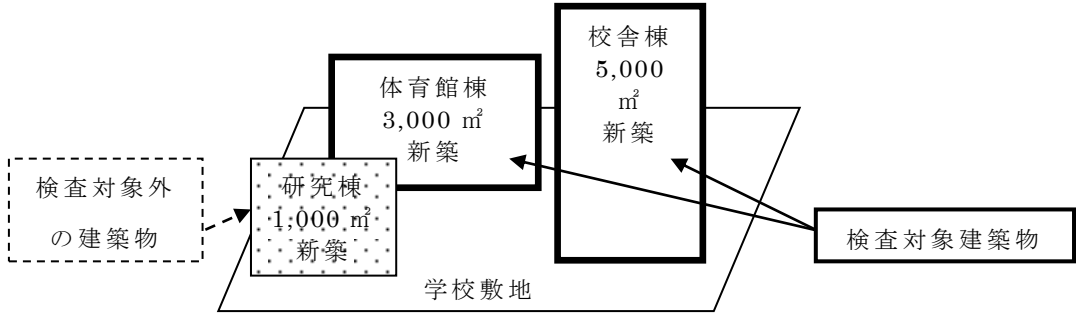 校舎棟
5,000
㎡
新築
体育館棟
3,000 ㎡
新築
研究棟
1,000 ㎡
新築
検査対象外
の建築物
検査対象建築物
学校敷地